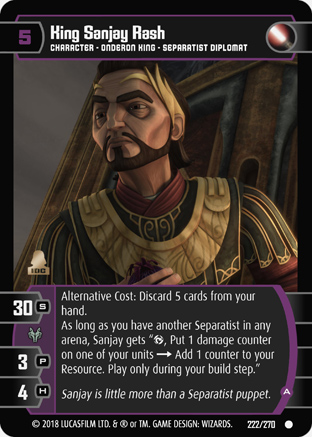 5 King Sanjay Rash
CHARACTER - ONDERON KING - SEPARATIST DIPLOMAT
100
30 S
3 P
4 H
Alternative Cost: Discard 5 cards from your
hand.
As long as you have another Separatist in any
arena, Sanjay gets “, Put 1 damage counter
on one of your units → Add 1 counter to your
Resource. Play only during your build step.”
Sanjay is little more than a Separatist puppet.
A
© 2018 LUCASFILM LTD. & ® or TM. GAME DESIGN: WIZARDS. 222/270